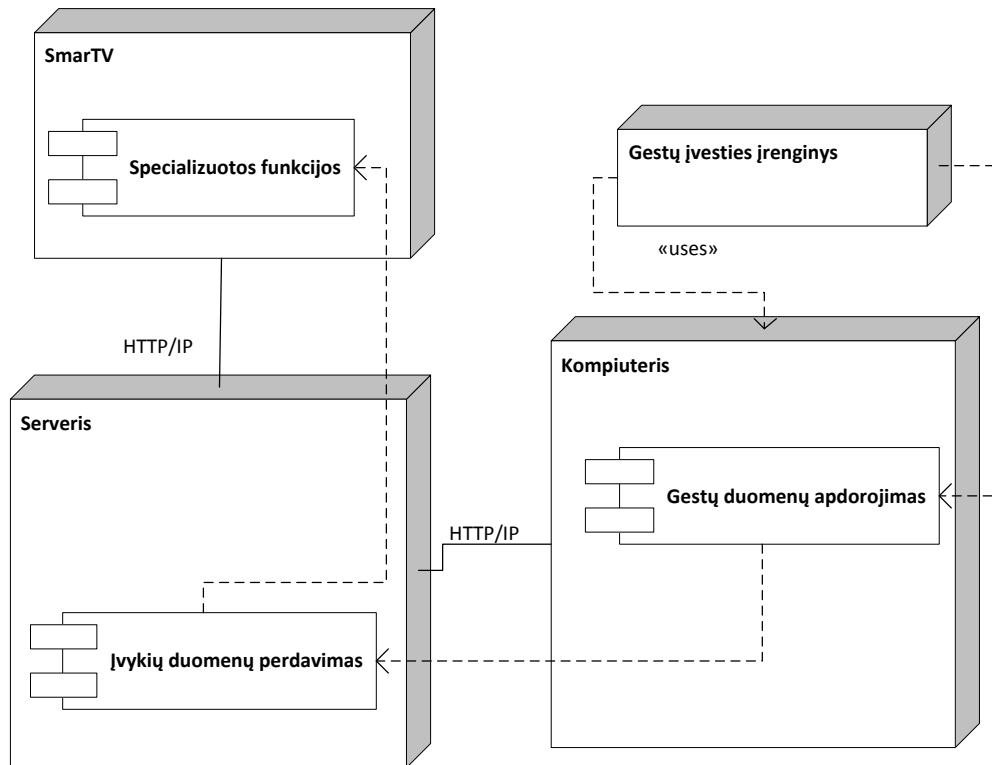 SmarTV
Specializuotos funkcijos
Gestų įvesties įrenginys
«uses»
HTTP/IP
Kompiuteris
Serveris
Gestų duomenų apdorojimas
HTTP/IP
Įvykių duomenų perdavimas